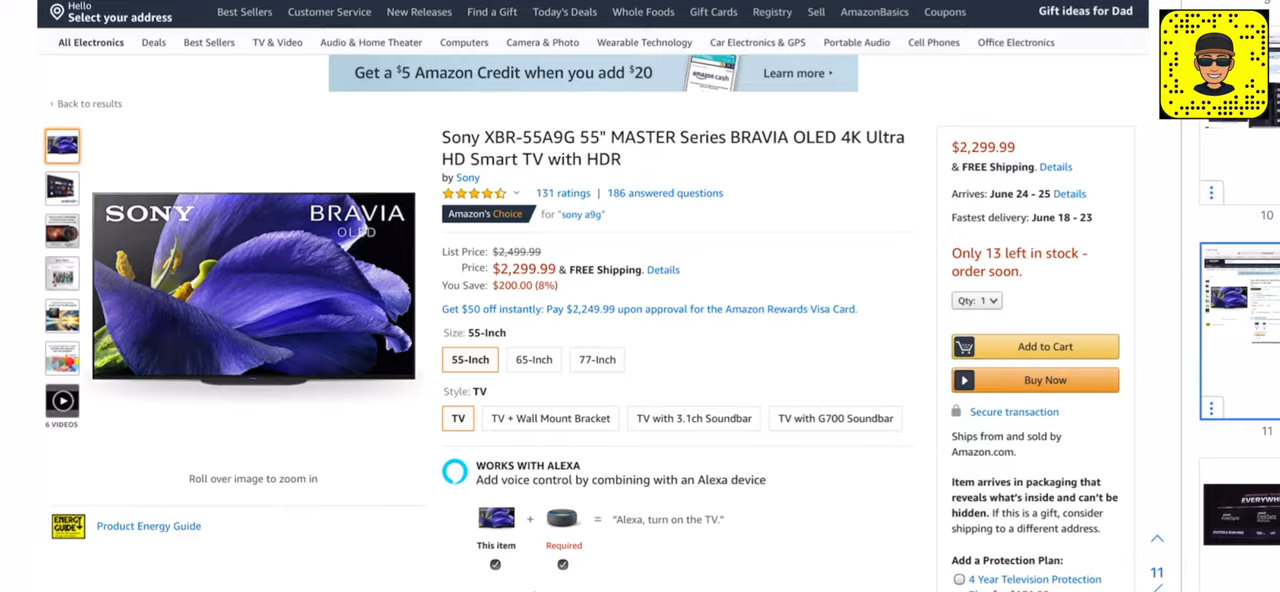 Hello
Select your address
Best Sellers Customer Service New Releases Find a Gift Today's Deals Whole Foods Gift Cards Registry Sell AmazonBasics Coupons
Gift ideas for Dad
All Electronics Deals Best Sellers TV & Video Audio & Home Theater Computers Camera & Photo Wearable Technology Car Electronics & GPS Portable Audio Cell Phones Office Electronics
Get a $5 Amazon Credit when you add $20
amazon cash
Learn more ▸
‹ Back to results
SONY
BRAVIA
OLED
6 VIDEOS
Roll over image to zoom in
ENERGY GUIDE
Product Energy Guide
Sony XBR-55A9G 55" MASTER Series BRAVIA OLED 4K Ultra
HD Smart TV with HDR
by Sony
131 ratings | 186 answered questions
Amazon's Choice for "sony a9g"
List Price: $2,499.99
Price: $2,299.99 & FREE Shipping. Details
You Save: $200.00 (8%)
Get $50 off instantly: Pay $2,249.99 upon approval for the Amazon Rewards Visa Card.
Size: 55-Inch
55-Inch 65-Inch 77-Inch
Style: TV
TV TV + Wall Mount Bracket TV with 3.1ch Soundbar TV with G700 Soundbar
WORKS WITH ALEXA
Add voice control by combining with an Alexa device
+ = "Alexa, turn on the TV."
This item Required
$2,299.99
& FREE Shipping. Details
Arrives: June 24 - 25 Details
Fastest delivery: June 18 - 23
Only 13 left in stock -
order soon.
Qty: 1
Add to Cart
Buy Now
Secure transaction
Ships from and sold by
Amazon.com.
Item arrives in packaging that
reveals what's inside and can't be
hidden. If this is a gift, consider
shipping to a different address.
Add a Protection Plan:
4 Year Television Protection
11
10
11
EVERYWH